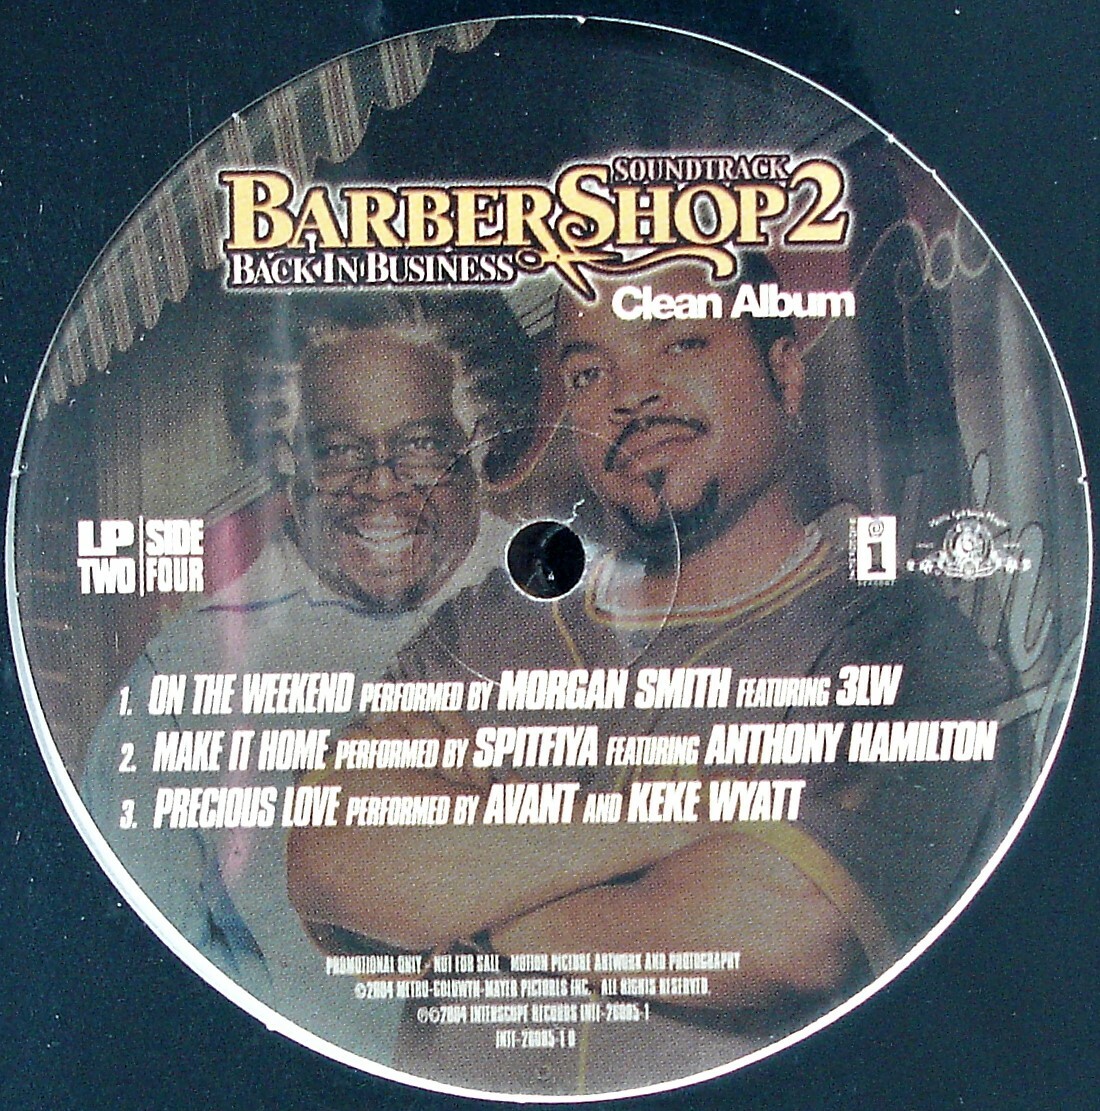 SOUNDTRACK
BARBERSHOP 2
BACK IN BUSINESS
Clean Album
LP TWO | SIDE FOUR
1. ON THE WEEKEND PERFORMED BY MORGAN SMITH FEATURING 3LW
2. MAKE IT HOME PERFORMED BY SPITFIYA FEATURING ANTHONY HAMILTON
3. PRECIOUS LOVE PERFORMED BY AVANT AND KEKE WYATT
PROMOTIONAL ONLY - NOT FOR SALE MOTION PICTURE ARTWORK AND PHOTOGRAPHY
©2004 METRO-GOLDWYN-MAYER PICTURES INC. ALL RIGHTS RESERVED.
℗©2004 INTERSCOPE RECORDS INTF-20005-1